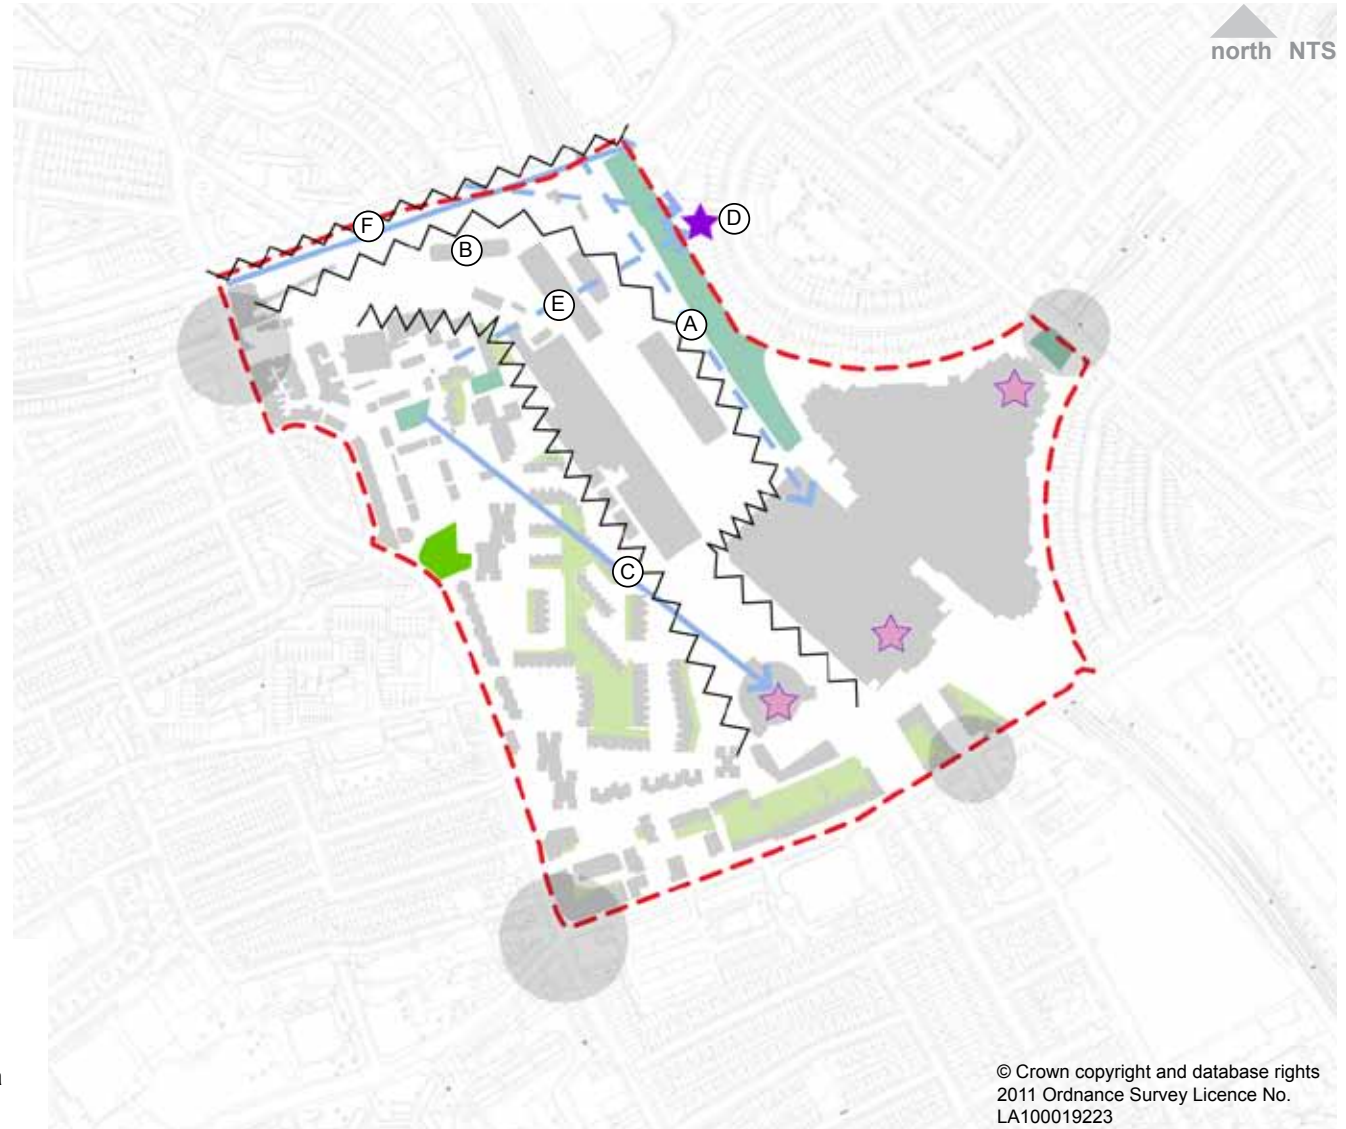 north NTS
F
D
B
E
A
C
© Crown copyright and database rights
2011 Ordnance Survey Licence No.
LA100019223